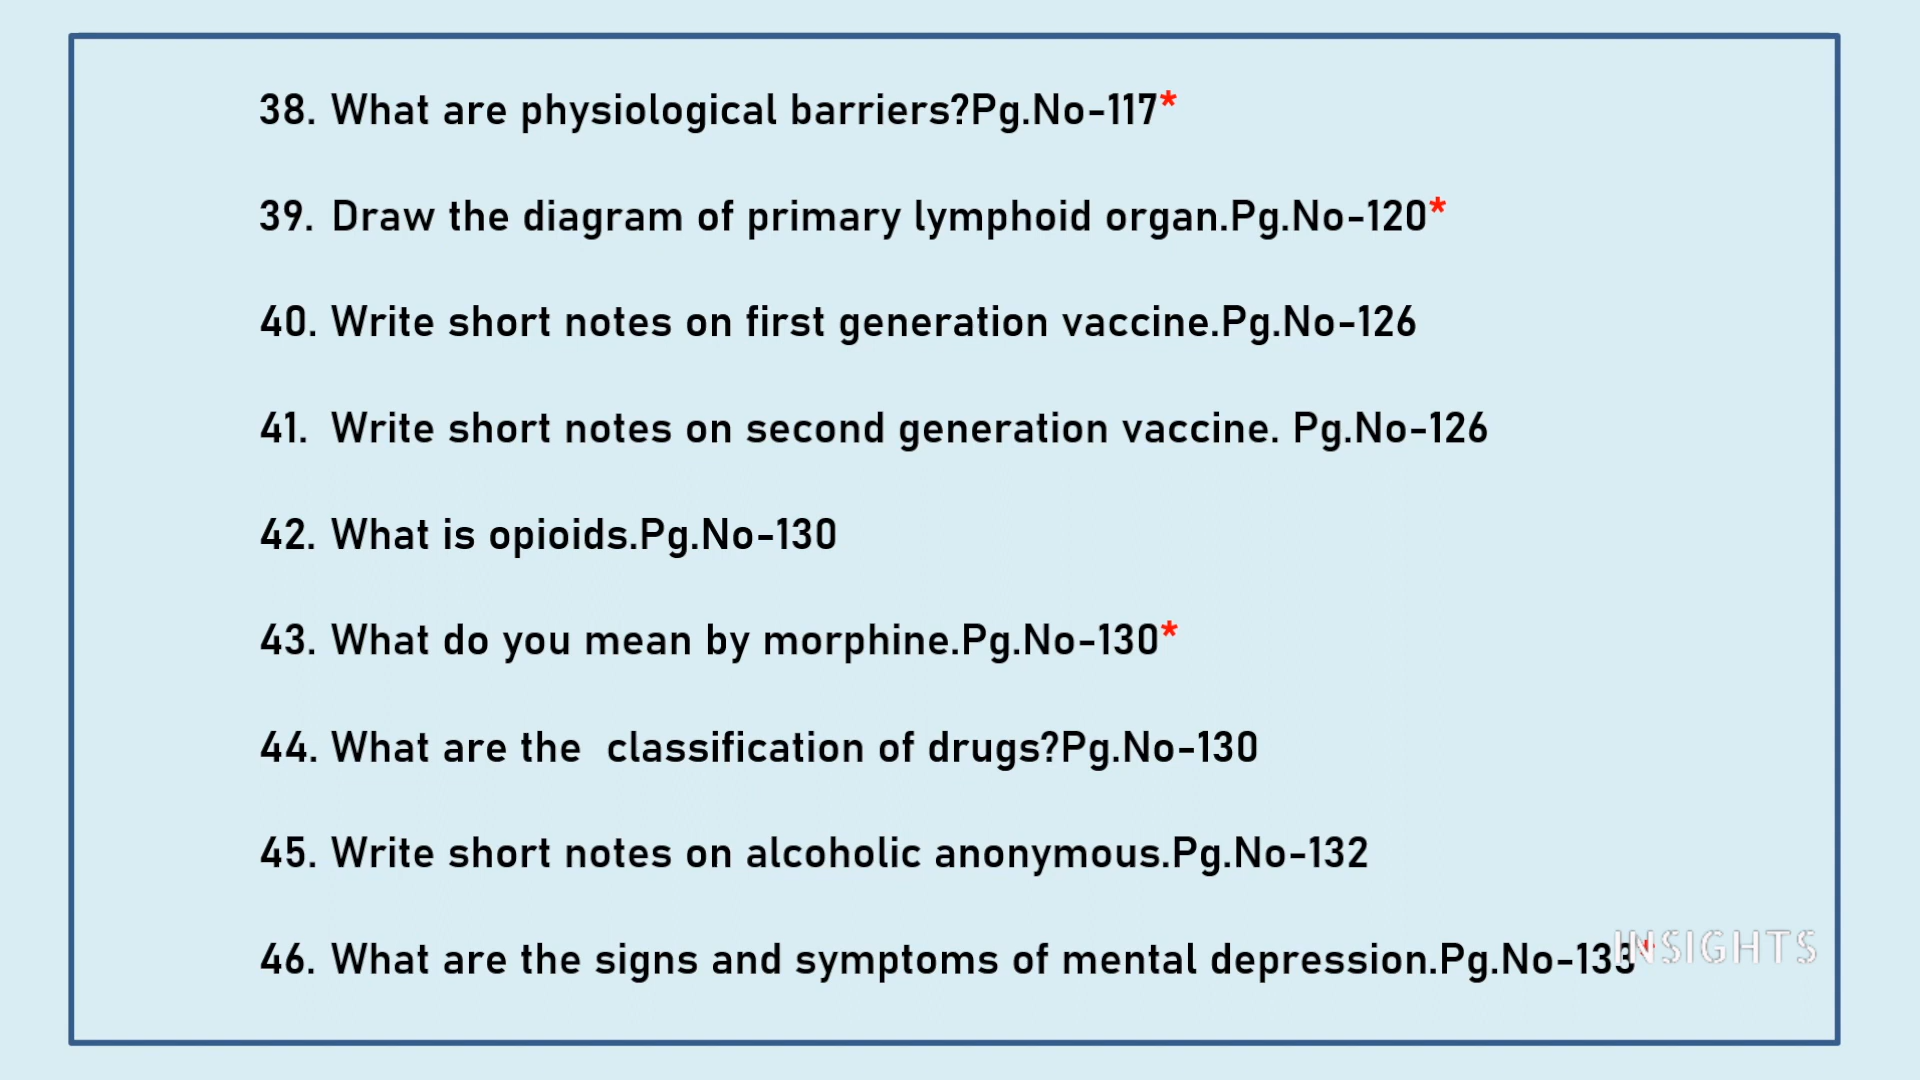 38. What are physiological barriers?Pg.No-117*
39. Draw the diagram of primary lymphoid organ.Pg.No-120*
40. Write short notes on first generation vaccine.Pg.No-126
41. Write short notes on second generation vaccine. Pg.No-126
42. What is opioids.Pg.No-130
43. What do you mean by morphine.Pg.No-130*
44. What are the  classification of drugs?Pg.No-130
45. Write short notes on alcoholic anonymous.Pg.No-132
46. What are the signs and symptoms of mental depression.Pg.No-133*
INSIGHTS